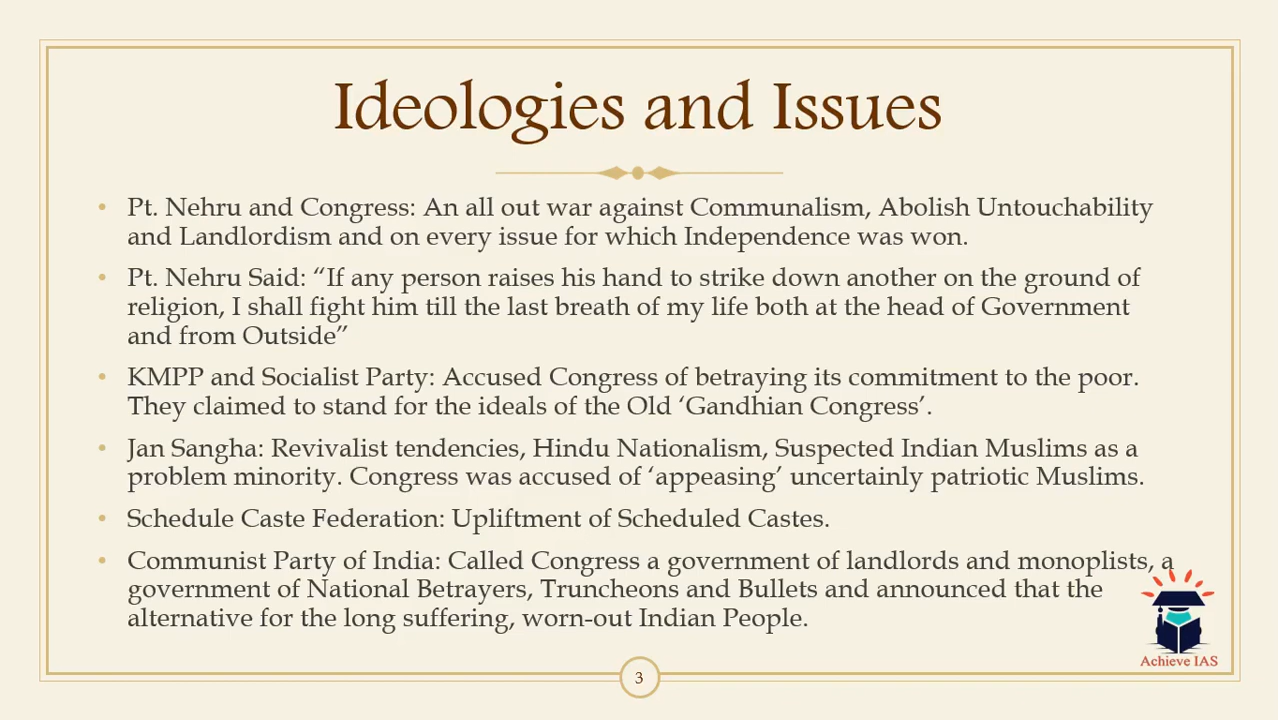 Ideologies and Issues
• Pt. Nehru and Congress: An all out war against Communalism, Abolish Untouchability
and Landlordism and on every issue for which Independence was won.
• Pt. Nehru Said: “If any person raises his hand to strike down another on the ground of
religion, I shall fight him till the last breath of my life both at the head of Government
and from Outside”
• KMPP and Socialist Party: Accused Congress of betraying its commitment to the poor.
They claimed to stand for the ideals of the Old ‘Gandhian Congress’.
• Jan Sangha: Revivalist tendencies, Hindu Nationalism, Suspected Indian Muslims as a
problem minority. Congress was accused of ‘appeasing’ uncertainly patriotic Muslims.
• Schedule Caste Federation: Upliftment of Scheduled Castes.
• Communist Party of India: Called Congress a government of landlords and monoplists, a
government of National Betrayers, Truncheons and Bullets and announced that the
alternative for the long suffering, worn-out Indian People.
Achieve IAS
3